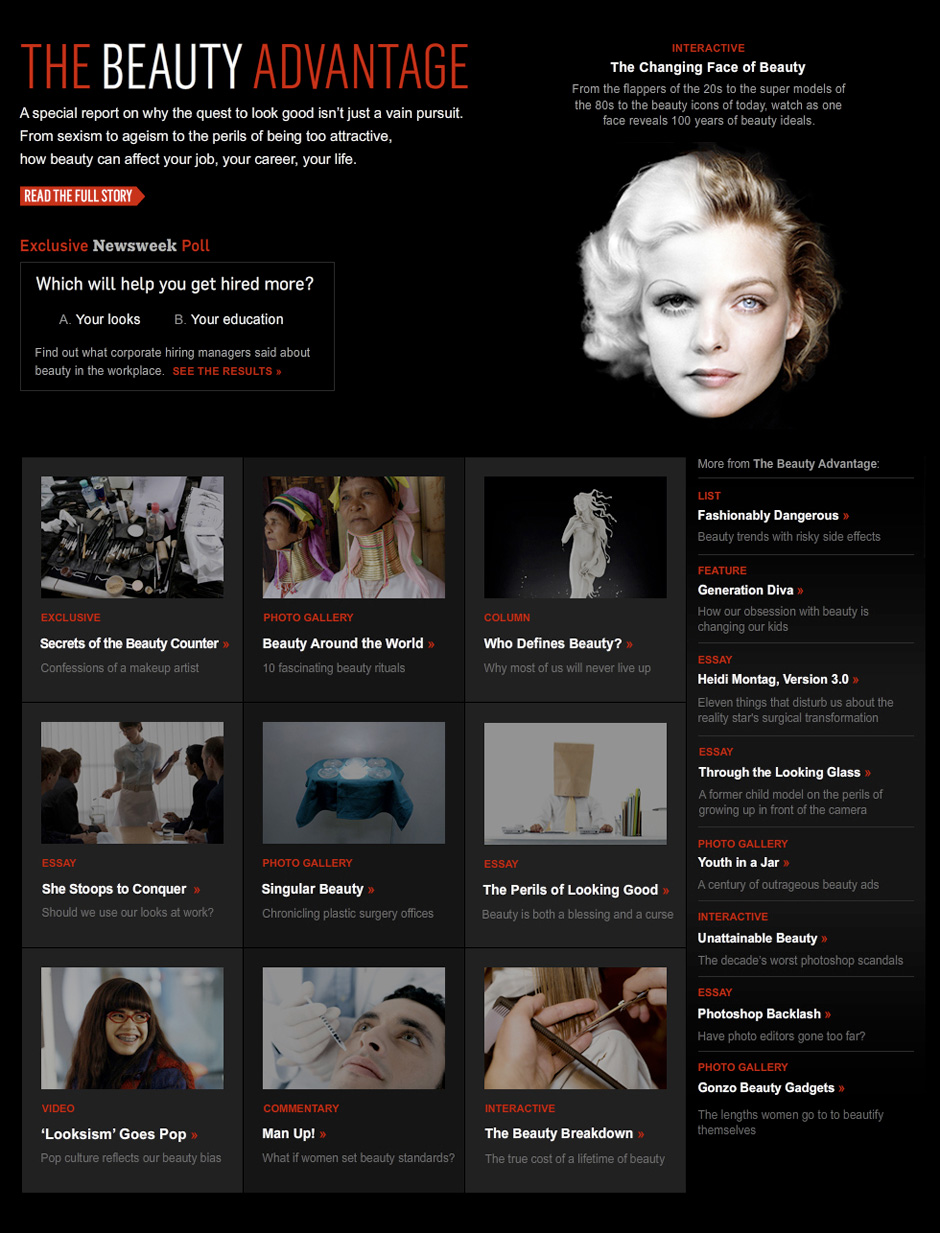 THE BEAUTY ADVANTAGE
A special report on why the quest to look good isn't just a vain pursuit.
From sexism to ageism to the perils of being too attractive,
how beauty can affect your job, your career, your life.
READ THE FULL STORY
Exclusive Newsweek Poll
Which will help you get hired more?
A. Your looks B. Your education
Find out what corporate hiring managers said about
beauty in the workplace. SEE THE RESULTS »
INTERACTIVE
The Changing Face of Beauty
From the flappers of the 20s to the super models of
the 80s to the beauty icons of today, watch as one
face reveals 100 years of beauty ideals.
EXCLUSIVE
Secrets of the Beauty Counter »
Confessions of a makeup artist
PHOTO GALLERY
Beauty Around the World »
10 fascinating beauty rituals
COLUMN
Who Defines Beauty? »
Why most of us will never live up
ESSAY
She Stoops to Conquer »
Should we use our looks at work?
PHOTO GALLERY
Singular Beauty »
Chronicling plastic surgery offices
ESSAY
The Perils of Looking Good »
Beauty is both a blessing and a curse
VIDEO
‘Looksism’ Goes Pop »
Pop culture reflects our beauty bias
COMMENTARY
Man Up! »
What if women set beauty standards?
INTERACTIVE
The Beauty Breakdown »
The true cost of a lifetime of beauty
More from The Beauty Advantage:
LIST
Fashionably Dangerous »
Beauty trends with risky side effects
FEATURE
Generation Diva »
How our obsession with beauty is
changing our kids
ESSAY
Heidi Montag, Version 3.0 »
Eleven things that disturb us about the
reality star's surgical transformation
ESSAY
Through the Looking Glass »
A former child model on the perils of
growing up in front of the camera
PHOTO GALLERY
Youth in a Jar »
A century of outrageous beauty ads
INTERACTIVE
Unattainable Beauty »
The decade's worst photoshop scandals
ESSAY
Photoshop Backlash »
Have photo editors gone too far?
PHOTO GALLERY
Gonzo Beauty Gadgets »
The lengths women go to to beautify
themselves